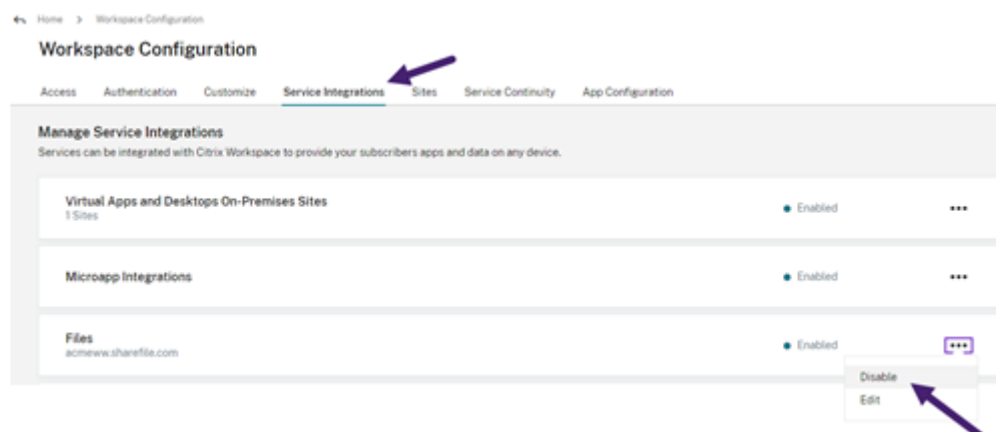 Home > Workspace Configuration
Workspace Configuration
Access Authentication Customize Service Integrations Sites Service Continuity App Configuration
Manage Service Integrations
Services can be integrated with Citrix Workspace to provide your subscribers apps and data on any device.
Virtual Apps and Desktops On-Premises Sites
1 Sites
Enabled
Microapp Integrations
Enabled
Files
acmeww.sharefile.com
Enabled
Disable
Edit